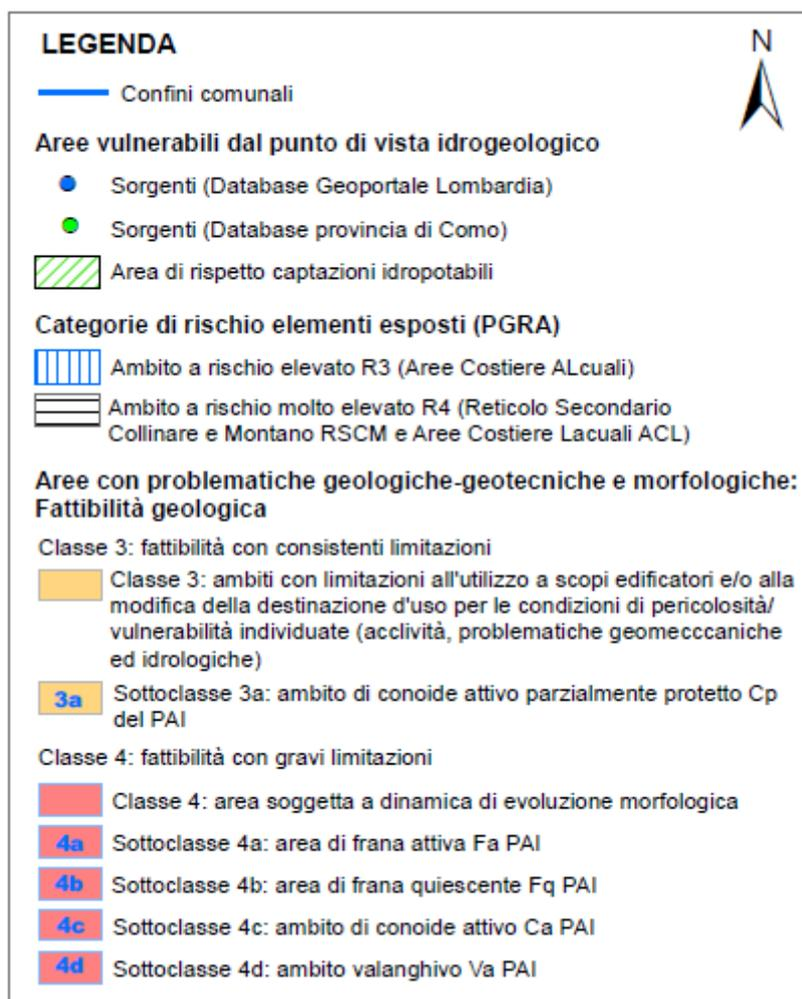 LEGENDA
N
Confini comunali
Aree vulnerabili dal punto di vista idrogeologico
Sorgenti (Database Geoportale Lombardia)
Sorgenti (Database provincia di Como)
Area di rispetto captazioni idropotabili
Categorie di rischio elementi esposti (PGRA)
Ambito a rischio elevato R3 (Aree Costiere ALcuali)
Ambito a rischio molto elevato R4 (Reticolo Secondario
Collinare e Montano RSCM e Aree Costiere Lacuali ACL)
Aree con problematiche geologiche-geotecniche e morfologiche:
Fattibilità geologica
Classe 3: fattibilità con consistenti limitazioni
Classe 3: ambiti con limitazioni all'utilizzo a scopi edificatori e/o alla
modifica della destinazione d'uso per le condizioni di pericolosità/
vulnerabilità individuate (acclività, problematiche geomecccaniche
ed idrologiche)
3a Sottoclasse 3a: ambito di conoide attivo parzialmente protetto Cp
del PAI
Classe 4: fattibilità con gravi limitazioni
Classe 4: area soggetta a dinamica di evoluzione morfologica
4a Sottoclasse 4a: area di frana attiva Fa PAI
4b Sottoclasse 4b: area di frana quiescente Fq PAI
4c Sottoclasse 4c: ambito di conoide attivo Ca PAI
4d Sottoclasse 4d: ambito valanghivo Va PAI